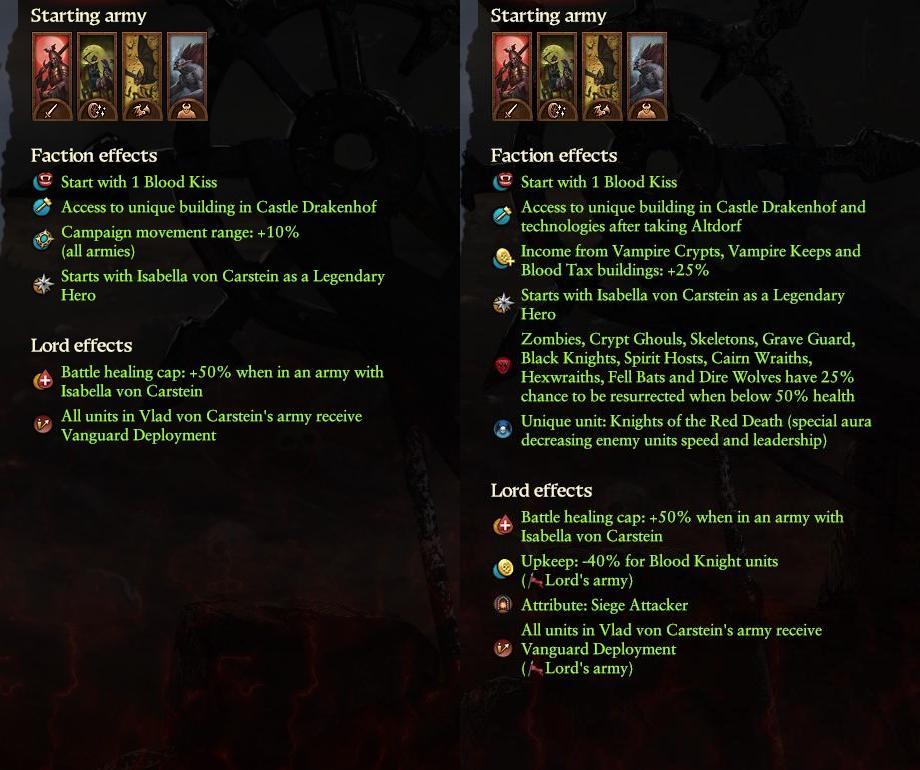 Starting army
Faction effects
Start with 1 Blood Kiss
Access to unique building in Castle Drakenhof
Campaign movement range: +10%
(all armies)
Starts with Isabella von Carstein as a Legendary
Hero
Lord effects
Battle healing cap: +50% when in an army with
Isabella von Carstein
All units in Vlad von Carstein's army receive
Vanguard Deployment
Starting army
Faction effects
Start with 1 Blood Kiss
Access to unique building in Castle Drakenhof and
technologies after taking Altdorf
Income from Vampire Crypts, Vampire Keeps and
Blood Tax buildings: +25%
Starts with Isabella von Carstein as a Legendary
Hero
Zombies, Crypt Ghouls, Skeletons, Grave Guard,
Black Knights, Spirit Hosts, Cairn Wraiths,
Hexwraiths, Fell Bats and Dire Wolves have 25%
chance to be resurrected when below 50% health
Unique unit: Knights of the Red Death (special aura
decreasing enemy units speed and leadership)
Lord effects
Battle healing cap: +50% when in an army with
Isabella von Carstein
Upkeep: -40% for Blood Knight units
(Lord's army)
Attribute: Siege Attacker
All units in Vlad von Carstein's army receive
Vanguard Deployment
(Lord's army)